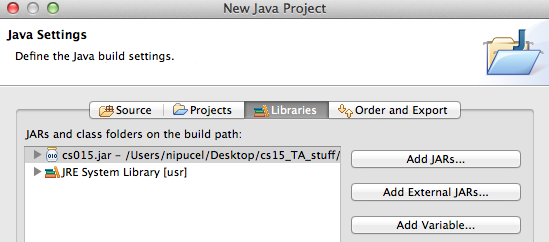 New Java Project
Java Settings
Define the Java build settings.
Source Projects Libraries Order and Export
JARs and class folders on the build path:
cs015.jar – /Users/nipucel/Desktop/cs15_TA_stuff/
JRE System Library [usr]
Add JARs...
Add External JARs...
Add Variable...